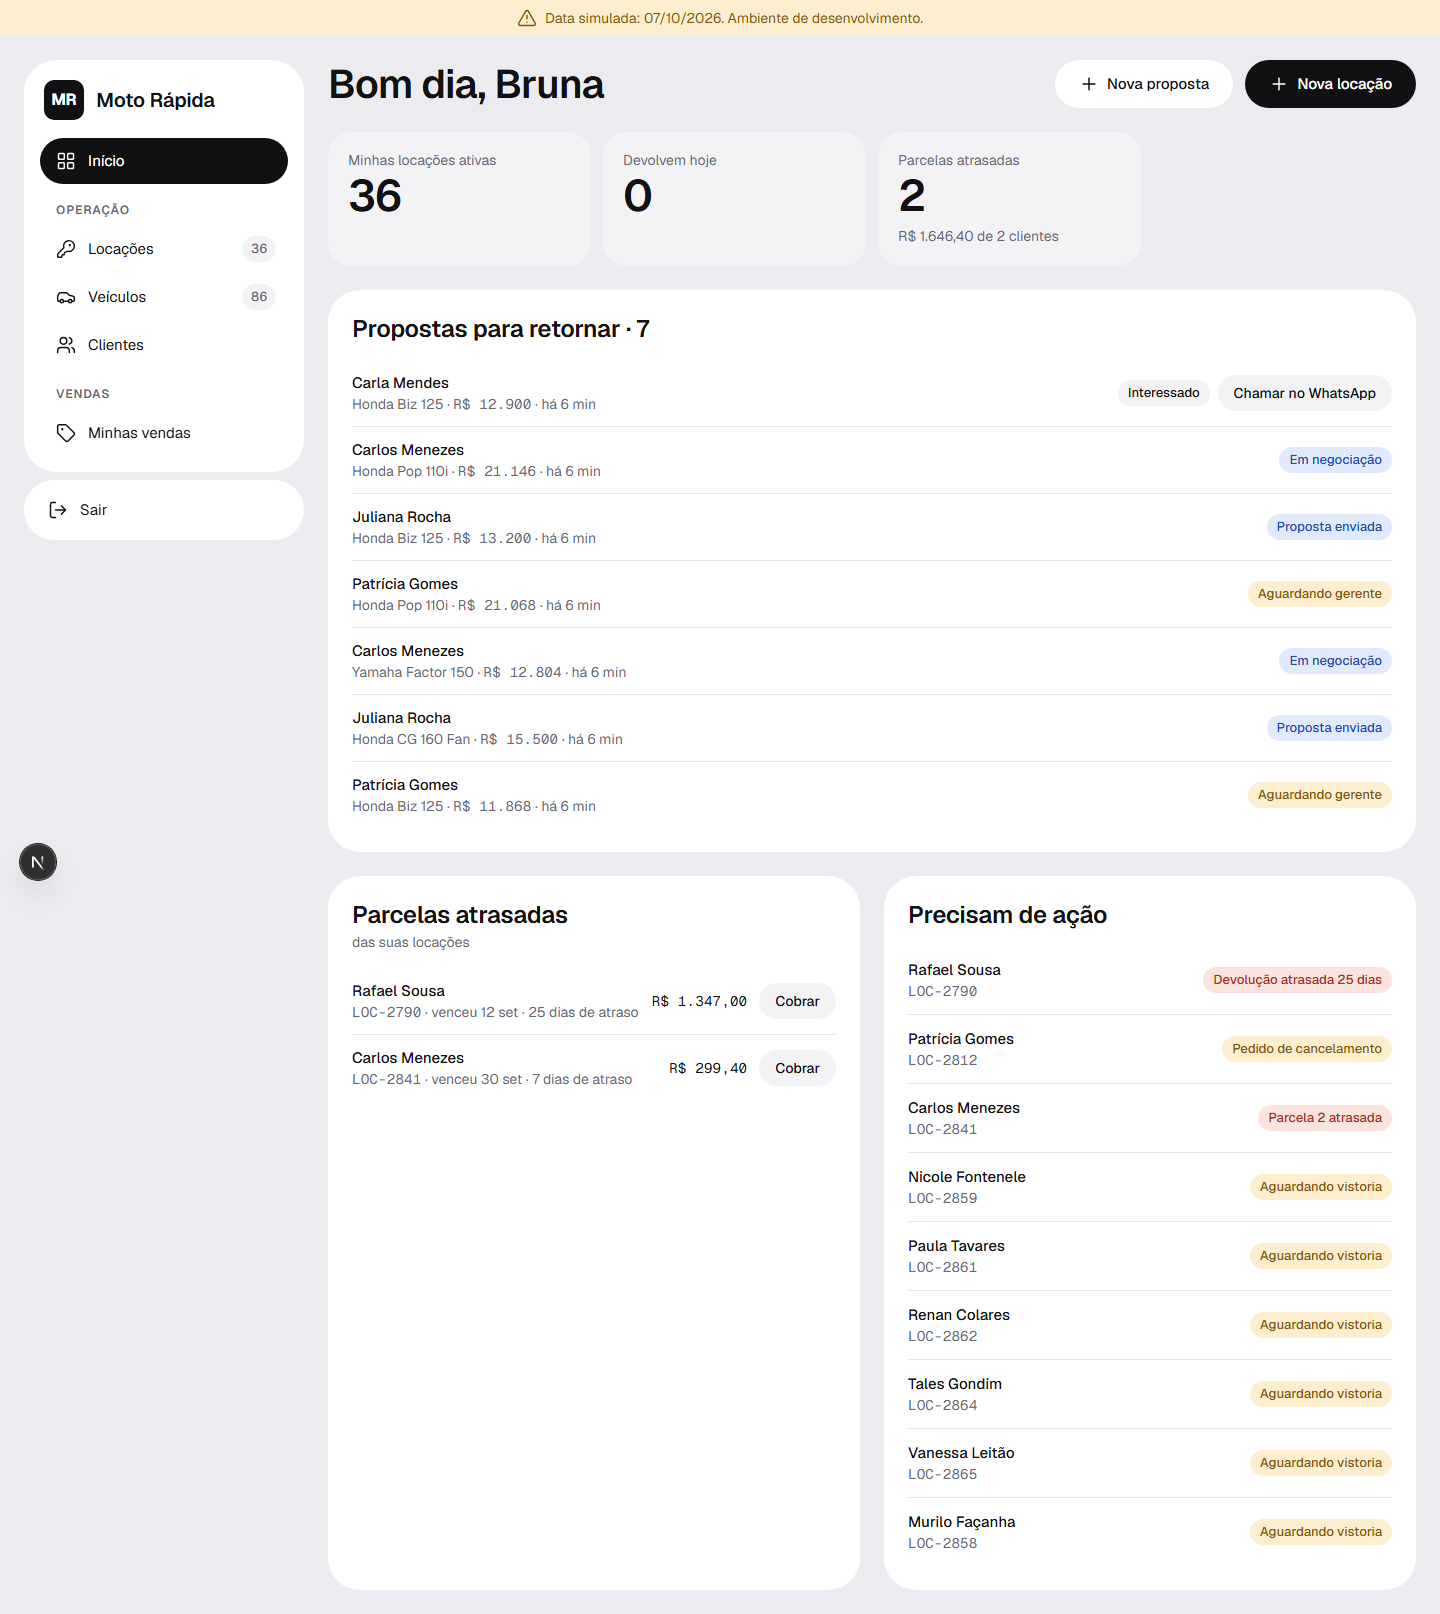 Data simulada: 07/10/2026. Ambiente de desenvolvimento.
MR Moto Rápida
Início
OPERAÇÃO
Locações 36
Veículos 86
Clientes
VENDAS
Minhas vendas
Sair
N
Bom dia, Bruna
+ Nova proposta
+ Nova locação
Minhas locações ativas
36
Devolvem hoje
0
Parcelas atrasadas
2
R$ 1.646,40 de 2 clientes
Propostas para retornar · 7
Carla Mendes
Honda Biz 125 · R$ 12.900 · há 6 min
Interessado
Chamar no WhatsApp
Carlos Menezes
Honda Pop 110i · R$ 21.146 · há 6 min
Em negociação
Juliana Rocha
Honda Biz 125 · R$ 13.200 · há 6 min
Proposta enviada
Patrícia Gomes
Honda Pop 110i · R$ 21.068 · há 6 min
Aguardando gerente
Carlos Menezes
Yamaha Factor 150 · R$ 12.804 · há 6 min
Em negociação
Juliana Rocha
Honda CG 160 Fan · R$ 15.500 · há 6 min
Proposta enviada
Patrícia Gomes
Honda Biz 125 · R$ 11.868 · há 6 min
Aguardando gerente
Parcelas atrasadas
das suas locações
Rafael Sousa
LOC-2790 · venceu 12 set · 25 dias de atraso
R$ 1.347,00
Cobrar
Carlos Menezes
LOC-2841 · venceu 30 set · 7 dias de atraso
R$ 299,40
Cobrar
Precisam de ação
Rafael Sousa
LOC-2790
Devolução atrasada 25 dias
Patrícia Gomes
LOC-2812
Pedido de cancelamento
Carlos Menezes
LOC-2841
Parcela 2 atrasada
Nicole Fontenele
LOC-2859
Aguardando vistoria
Paula Tavares
LOC-2861
Aguardando vistoria
Renan Colares
LOC-2862
Aguardando vistoria
Tales Gondim
LOC-2864
Aguardando vistoria
Vanessa Leitão
LOC-2865
Aguardando vistoria
Murilo Façanha
LOC-2858
Aguardando vistoria